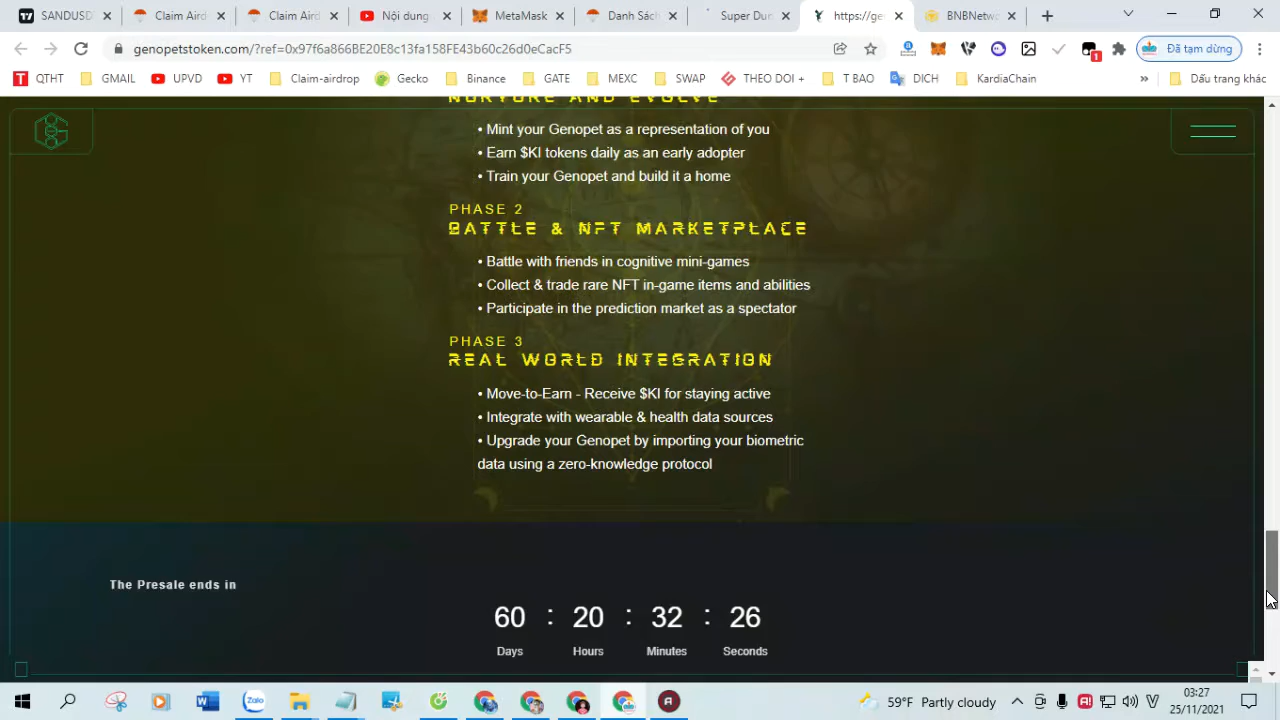 SANDUSD
Claim Aird
Claim Aird
Nội dung
MetaMask
Danh Sách
Super Dum
https://ge
BNBNetw
genopetstoken.com/?ref=0x97f6a866BE20E8c13fa158FE43b60c26d0eCacF5
1
Đã tạm dừng
QTHT
GMAIL
UPVD
YT
Claim-airdrop
Gecko
Binance
GATE
MEXC
SWAP
THEO DOI +
T BAO
DICH
KardiaChain
»
Dấu trang khác
NURTURE AND EVOLVE
• Mint your Genopet as a representation of you
• Earn $KI tokens daily as an early adopter
• Train your Genopet and build it a home
PHASE 2
BATTLE & NFT MARKETPLACE
• Battle with friends in cognitive mini-games
• Collect & trade rare NFT in-game items and abilities
• Participate in the prediction market as a spectator
PHASE 3
REAL WORLD INTEGRATION
• Move-to-Earn - Receive $KI for staying active
• Integrate with wearable & health data sources
• Upgrade your Genopet by importing your biometric
data using a zero-knowledge protocol
The Presale ends in
60 : 20 : 32 : 26
Days Hours Minutes Seconds
Zalo
59°F Partly cloudy
03:27
25/11/2021